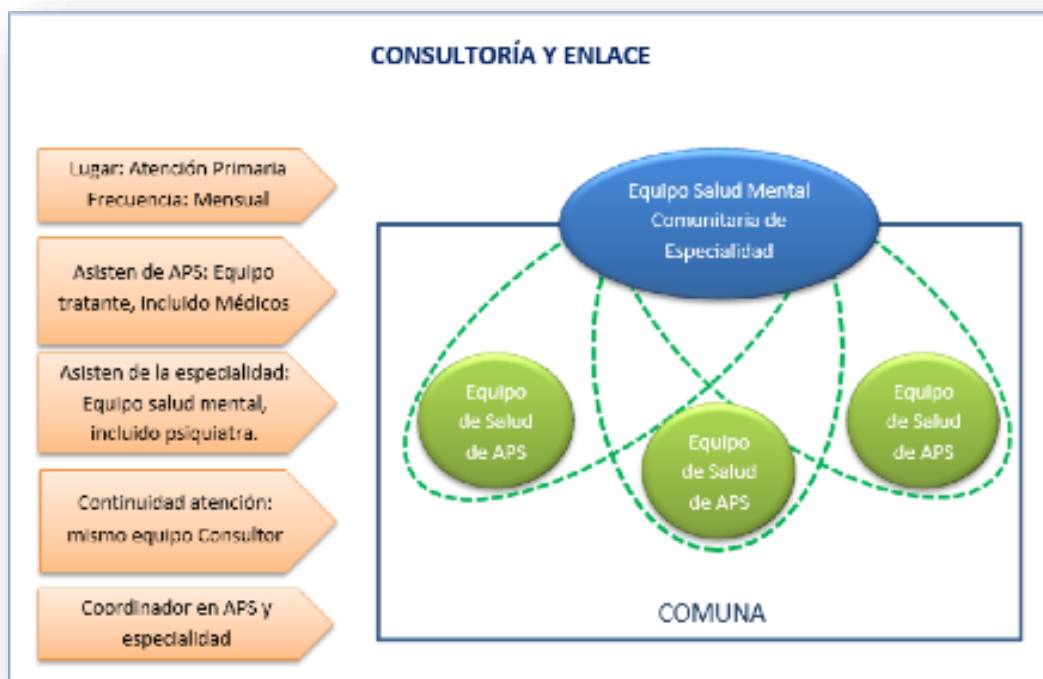 CONSULTORÍA Y ENLACE
Lugar: Atención Primaria
Frecuencia: Mensual
Asisten de APS: Equipo
tratante, incluido Médicos
Asisten de la especialidad:
Equipo salud mental,
incluido psiquiatra.
Continuidad atención:
mismo equipo Consultor
Coordinador en APS y
especialidad
Equipo Salud Mental
Comunitaria de
Especialidad
Equipo
de Salud
de APS
Equipo
de Salud
de APS
Equipo
de Salud
de APS
COMUNA